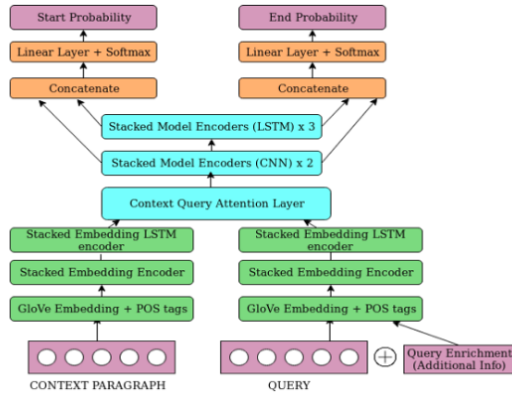 Start Probability
End Probability
Linear Layer + Softmax
Linear Layer + Softmax
Concatenate
Concatenate
Stacked Model Encoders (LSTM) x 3
Stacked Model Encoders (CNN) x 2
Context Query Attention Layer
Stacked Embedding LSTM
encoder
Stacked Embedding LSTM
encoder
Stacked Embedding Encoder
Stacked Embedding Encoder
GloVe Embedding + POS tags
GloVe Embedding + POS tags
Query Enrichment
(Additional Info)
CONTEXT PARAGRAPH
QUERY